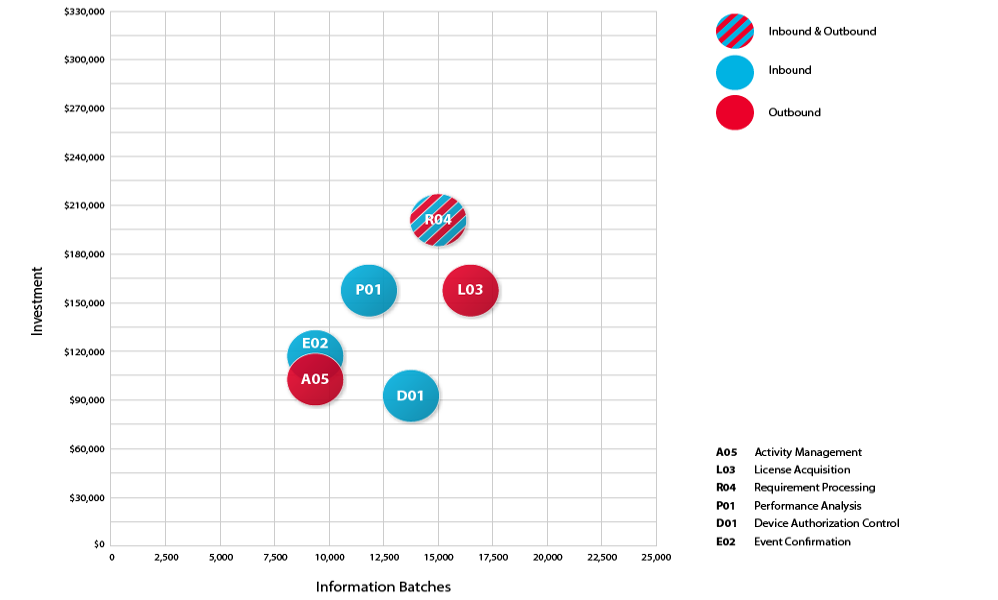 $330,000
$300,000
$270,000
$240,000
$210,000
$180,000
$150,000
$120,000
$90,000
$60,000
$30,000
$0
Investment
R04
P01
L03
E02
A05
D01
0 2,500 5,000 7,500 10,000 12,500 15,000 17,500 20,000 22,500 25,000
Information Batches
Inbound & Outbound
Inbound
Outbound
A05 Activity Management
L03 License Acquisition
R04 Requirement Processing
P01 Performance Analysis
D01 Device Authorization Control
E02 Event Confirmation